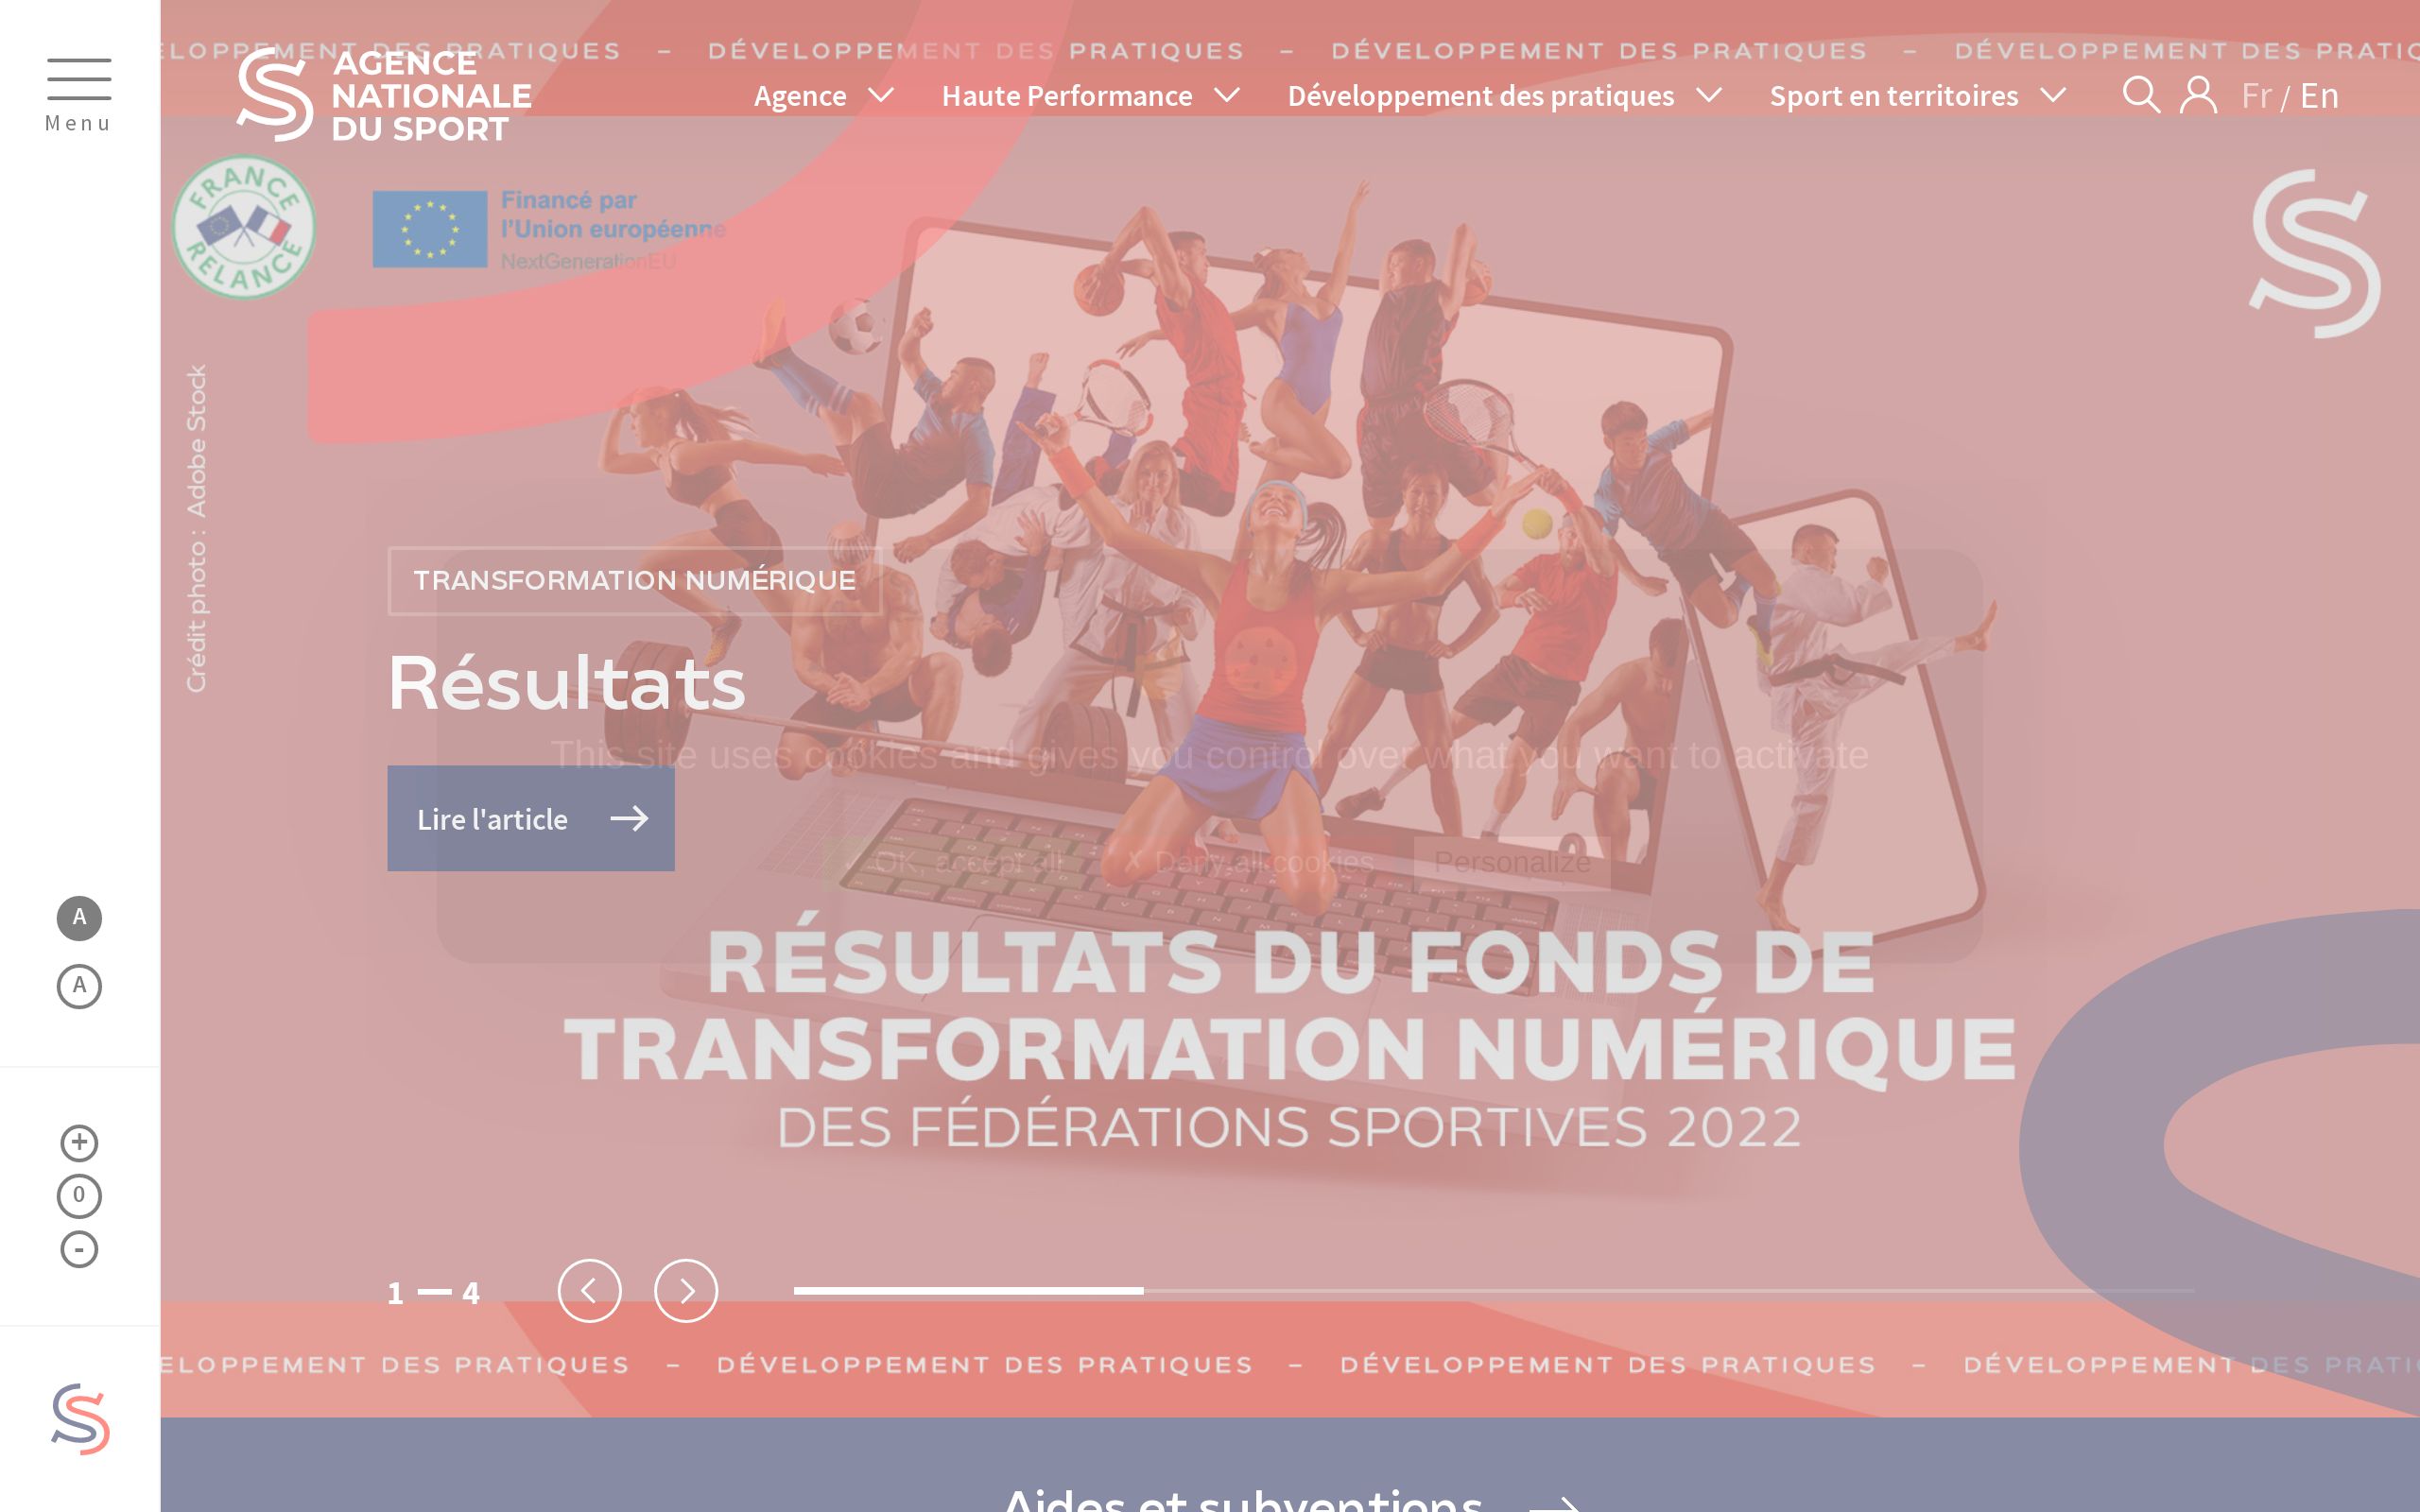 Menu
ELOPPEMENT DES PRATIQUES – DÉVELOPPEMENT DES PRATIQUES – DÉVELOPPEMENT DES PRATIQUES – DÉVELOPPEMENT DES PRATIQ
AGENCE
NATIONALE
DU SPORT
Agence
Haute Performance
Développement des pratiques
Sport en territoires
Fr / En
FRANCE
RELANCE
Financé par
l'Union européenne
NextGenerationEU
Crédit photo : Adobe Stock
TRANSFORMATION NUMÉRIQUE
Résultats
This site uses cookies and gives you control over what you want to activate
Lire l'article
✓ OK, accept all
✗ Deny all cookies
Personalize
A
A
RÉSULTATS DU FONDS DE
TRANSFORMATION NUMÉRIQUE
DES FÉDÉRATIONS SPORTIVES 2022
+
0
-
1 — 4
ELOPPEMENT DES PRATIQUES – DÉVELOPPEMENT DES PRATIQUES – DÉVELOPPEMENT DES PRATIQUES – DÉVELOPPEMENT DES PRATI
Aides et subventions